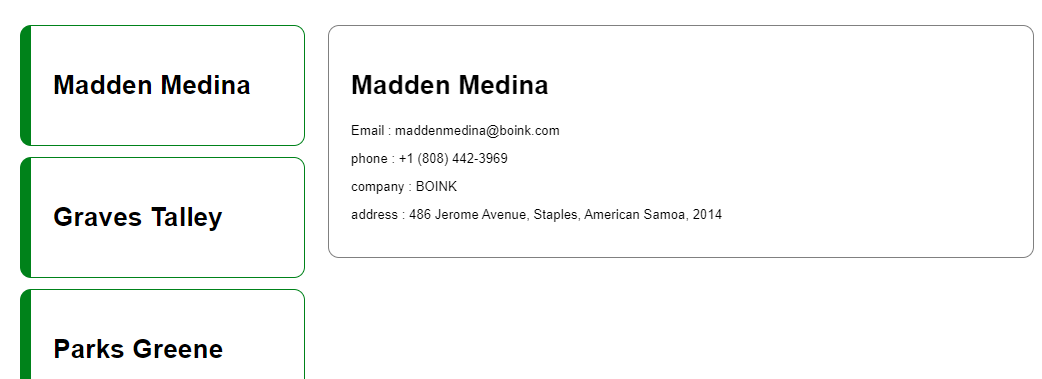 Madden Medina
Graves Talley
Parks Greene
Madden Medina
Email : maddenmedina@boink.com
phone : +1 (808) 442-3969
company : BOINK
address : 486 Jerome Avenue, Staples, American Samoa, 2014